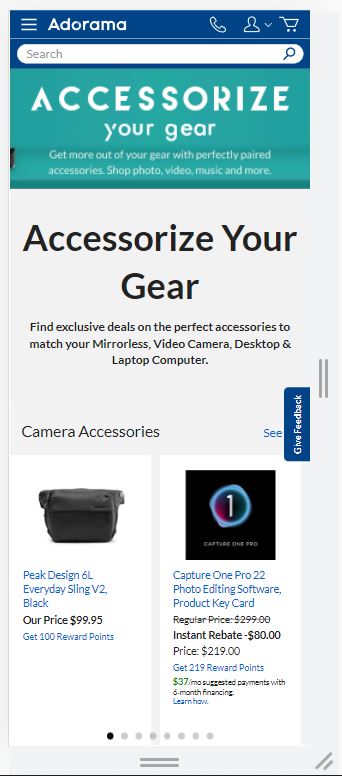 Adorama
Search
ACCESSORIZE
your gear
Get more out of your gear with perfectly paired
accessories. Shop photo, video, music and more.
Accessorize Your
Gear
Find exclusive deals on the perfect accessories to
match your Mirrorless, Video Camera, Desktop &
Laptop Computer.
Give Feedback
Camera Accessories
See
Peak Design 6L
Everyday Sling V2,
Black
Our Price $99.95
Get 100 Reward Points
1
CAPTURE ONE PRO
Capture One Pro 22
Photo Editing Software,
Product Key Card
Regular Price: $299.00
Instant Rebate -$80.00
Price: $219.00
Get 219 Reward Points
$37/mo suggested payments with
6-month financing.
Learn how.